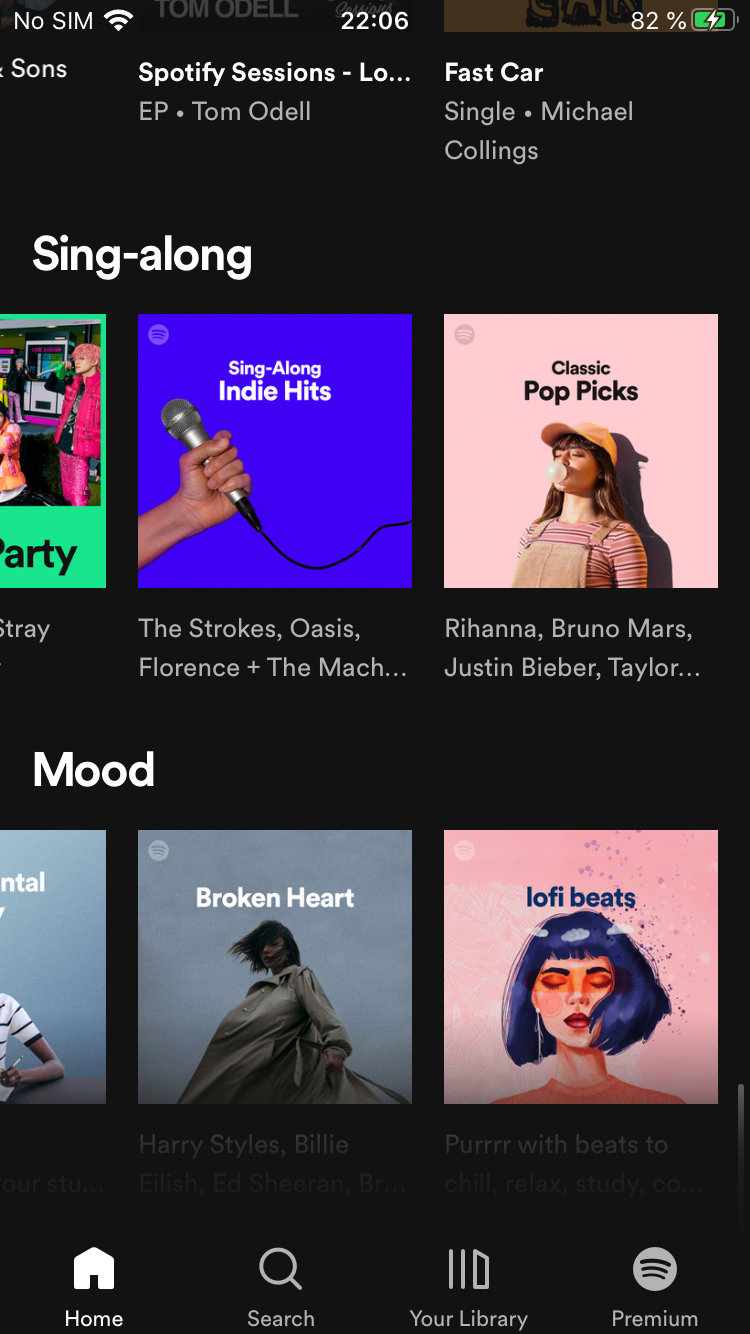 No SIM 22:06 82 %
TOM ODELL Sessions
& Sons
Spotify Sessions - Lo...
Fast Car
EP • Tom Odell
Single • Michael
Collings
Sing-along
Party
Sing-Along
Indie Hits
Classic
Pop Picks
Stray
The Strokes, Oasis,
Florence + The Mach...
Rihanna, Bruno Mars,
Justin Bieber, Taylor...
Mood
ntal
Broken Heart
lofi beats
Harry Styles, Billie
Eilish, Ed Sheeran, Br...
Purrrr with beats to
chill, relax, study, co...
our stu...
Home
Search
Your Library
Premium